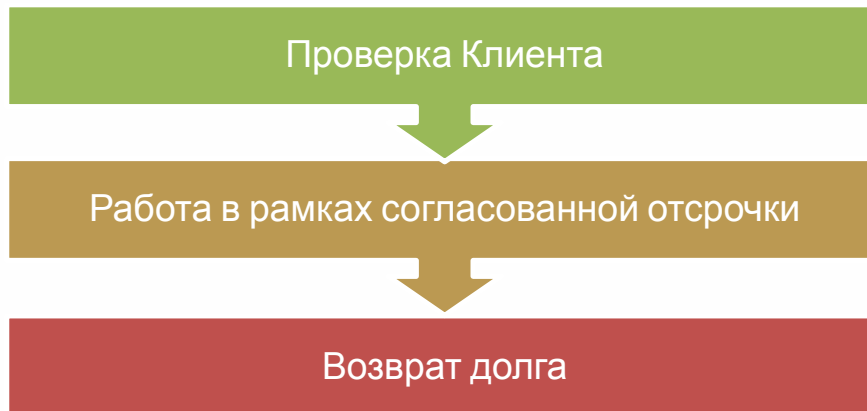 Проверка Клиента
Работа в рамках согласованной отсрочки
Возврат долга